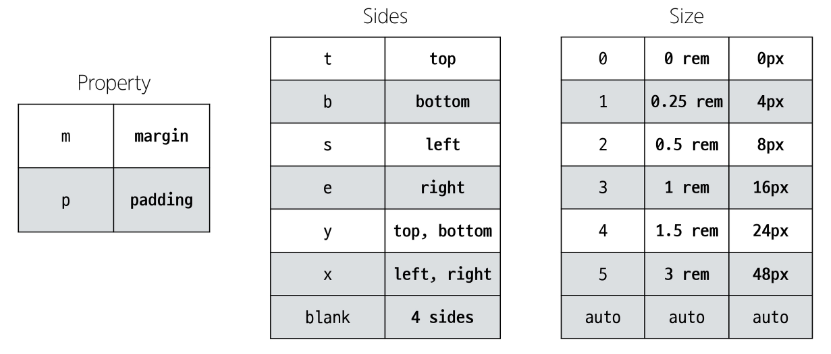 Property
m margin
p padding
Sides
t top
b bottom
s left
e right
y top, bottom
x left, right
blank 4 sides
Size
0 0 rem 0px
1 0.25 rem 4px
2 0.5 rem 8px
3 1 rem 16px
4 1.5 rem 24px
5 3 rem 48px
auto auto auto